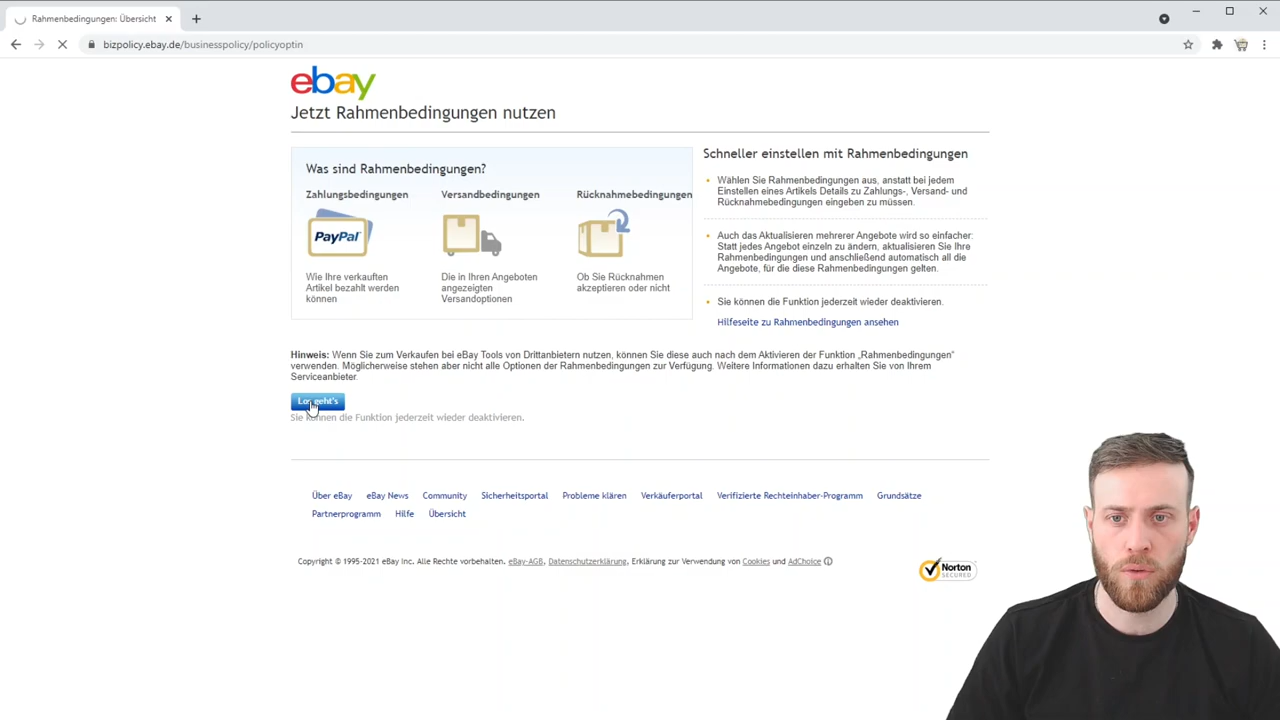 Rahmenbedingungen: Übersicht
bizpolicy.ebay.de/businesspolicy/policyoptin
ebay
Jetzt Rahmenbedingungen nutzen
Was sind Rahmenbedingungen?
Zahlungsbedingungen
Versandbedingungen
Rücknahmebedingungen
PayPal
Wie Ihre verkauften
Artikel bezahlt werden
können
Die in Ihren Angeboten
angezeigten
Versandoptionen
Ob Sie Rücknahmen
akzeptieren oder nicht
Schneller einstellen mit Rahmenbedingungen
Wählen Sie Rahmenbedingungen aus, anstatt bei jedem
Einstellen eines Artikels Details zu Zahlungs-, Versand- und
Rücknahmebedingungen eingeben zu müssen.
Auch das Aktualisieren mehrerer Angebote wird so einfacher:
Statt jedes Angebot einzeln zu ändern, aktualisieren Sie Ihre
Rahmenbedingungen und anschließend automatisch all die
Angebote, für die diese Rahmenbedingungen gelten.
Sie können die Funktion jederzeit wieder deaktivieren.
Hilfeseite zu Rahmenbedingungen ansehen
Hinweis: Wenn Sie zum Verkaufen bei eBay Tools von Drittanbietern nutzen, können Sie diese auch nach dem Aktivieren der Funktion „Rahmenbedingungen"
verwenden. Möglicherweise stehen aber nicht alle Optionen der Rahmenbedingungen zur Verfügung. Weitere Informationen dazu erhalten Sie von Ihrem
Serviceanbieter.
Los geht's
Sie können die Funktion jederzeit wieder deaktivieren.
Über eBay eBay News Community Sicherheitsportal Probleme klären Verkäuferportal Verifizierte Rechteinhaber-Programm Grundsätze
Partnerprogramm Hilfe Übersicht
Copyright © 1995-2021 eBay Inc. Alle Rechte vorbehalten. eBay-AGB, Datenschutzerklärung, Erklärung zur Verwendung von Cookies und AdChoice
Norton
SECURED